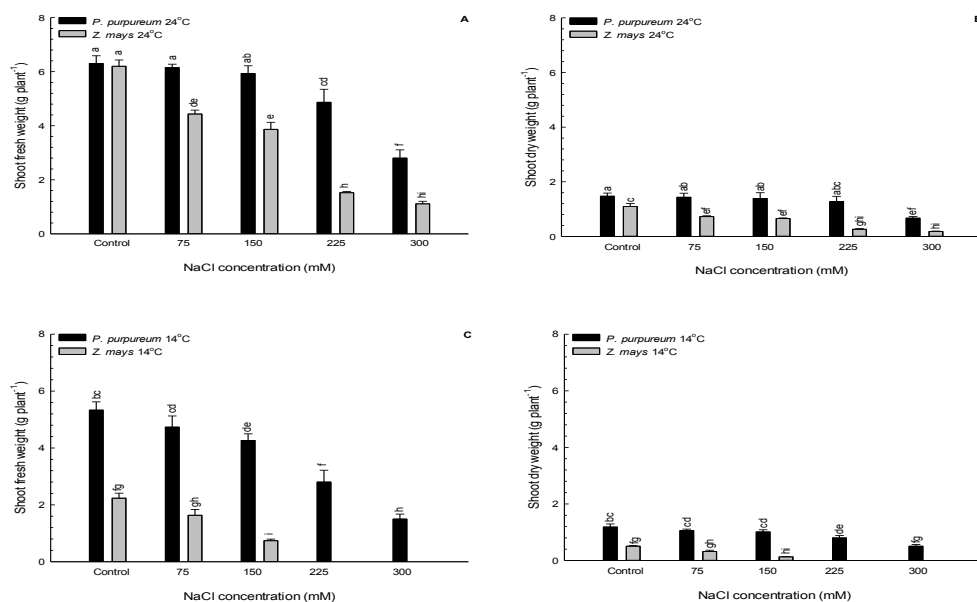 A
P. purpureum 24°C
Z. mays 24°C
Shoot fresh weight (g plant-1)
8
6
4
2
0
a
a
a
de
ab
e
cd
h
f
hi
Control
75
150
225
300
NaCl concentration (mM)
P. purpureum 24°C
Z. mays 24°C
Shoot dry weight (g plant-1)
8
6
4
2
0
a
c
ab
ef
ab
ef
abc
ghi
ef
hi
Control
75
150
225
300
NaCl concentration (mM)
C
P. purpureum 14°C
Z. mays 14°C
Shoot fresh weight (g plant-1)
8
6
4
2
0
bc
fg
cd
gh
de
i
f
h
Control
75
150
225
300
NaCl concentration (mM)
P. purpureum 14°C
Z. mays 14°C
Shoot dry weight (g plant-1)
8
6
4
2
0
bc
fg
cd
gh
cd
hi
de
fg
Control
75
150
225
300
NaCl concentration (mM)